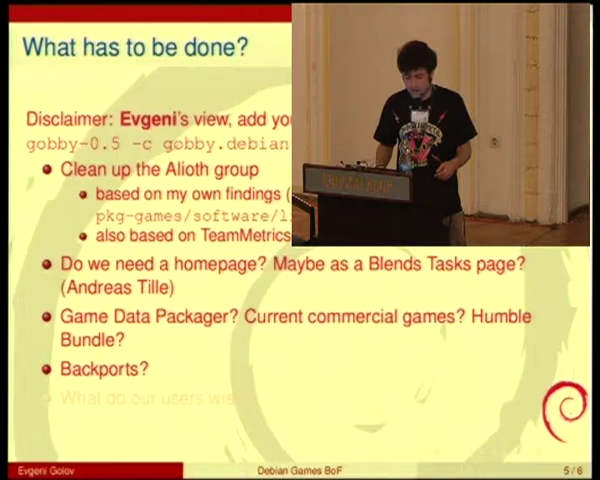 What has to be done?
Disclaimer: Evgeni's view, add
gobby-0.5 -c gobby.debian
Clean up the Alioth group
based on my own findings
pkg-games/software/
also based on TeamMetrics
Do we need a homepage? Maybe as a Blends Tasks page?
(Andreas Tille)
Game Data Packager? Current commercial games? Humble
Bundle?
Backports?
What do our users
Evgeni Golov
Debian Games BoF
5 / 6